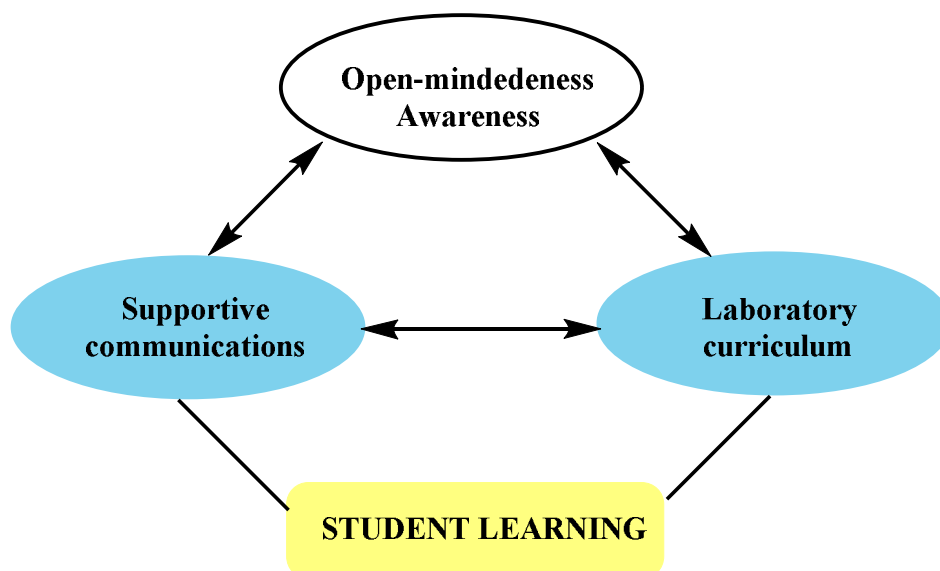 Open-mindedeness
Awareness
Supportive
communications
Laboratory
curriculum
STUDENT LEARNING